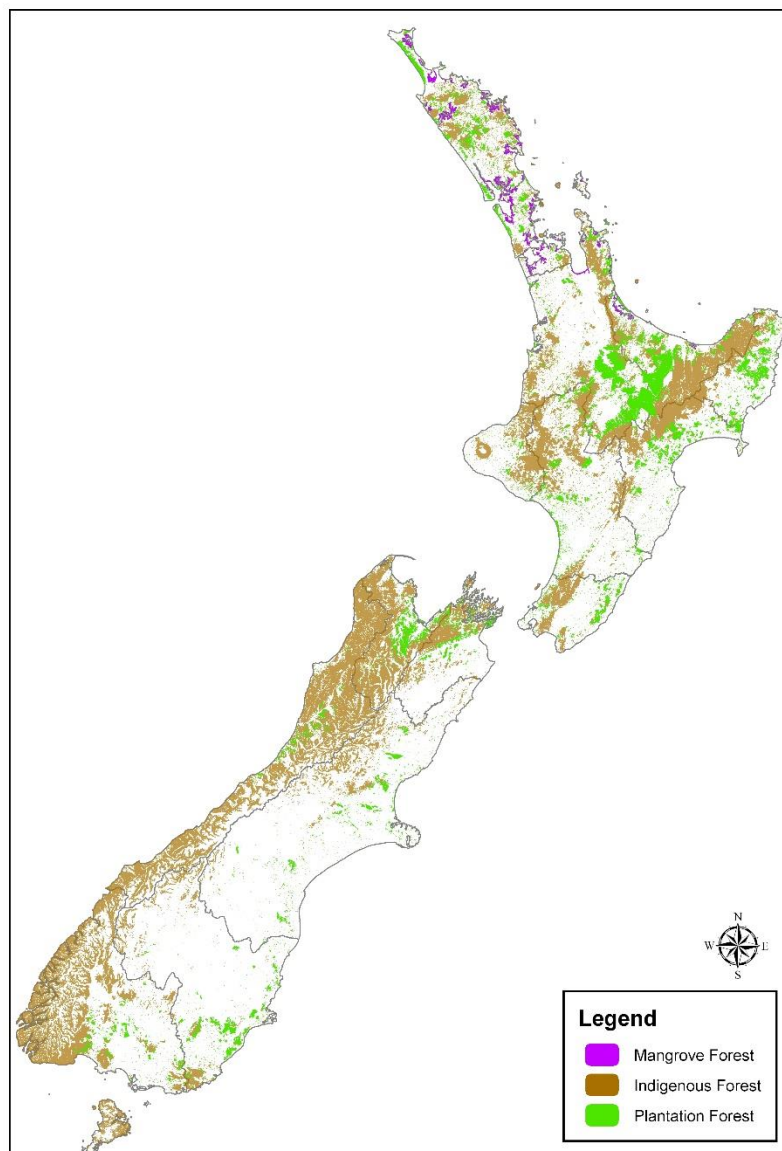 N
W E
S
Legend
Mangrove Forest
Indigenous Forest
Plantation Forest